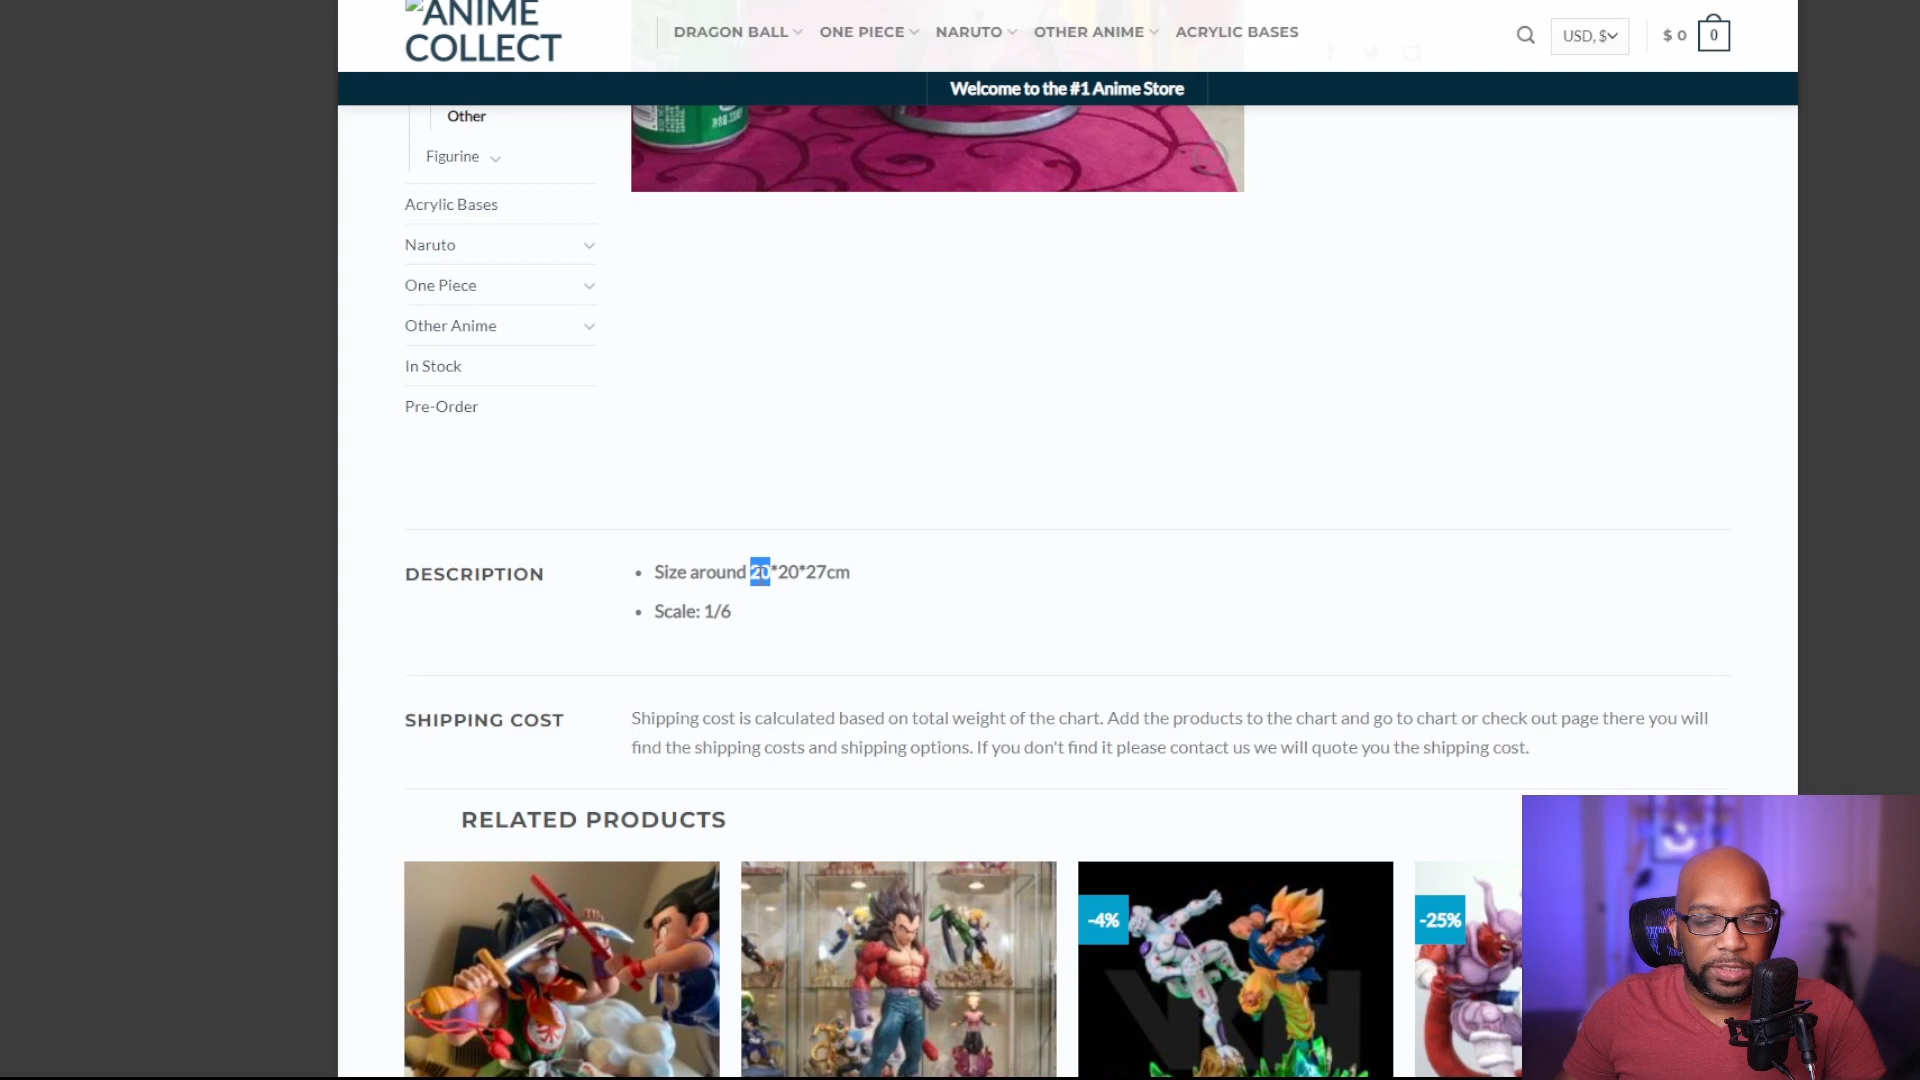 ANIME
COLLECT
DRAGON BALL
ONE PIECE
NARUTO
OTHER ANIME
ACRYLIC BASES
USD, $
$ 0
0
Welcome to the #1 Anime Store
Other
Figurine
Acrylic Bases
Naruto
One Piece
Other Anime
In Stock
Pre-Order
DESCRIPTION
• Size around 20*20*27cm
• Scale: 1/6
SHIPPING COST
Shipping cost is calculated based on total weight of the chart. Add the products to the chart and go to chart or check out page there you will
find the shipping costs and shipping options. If you don't find it please contact us we will quote you the shipping cost.
RELATED PRODUCTS
-4%
-25%